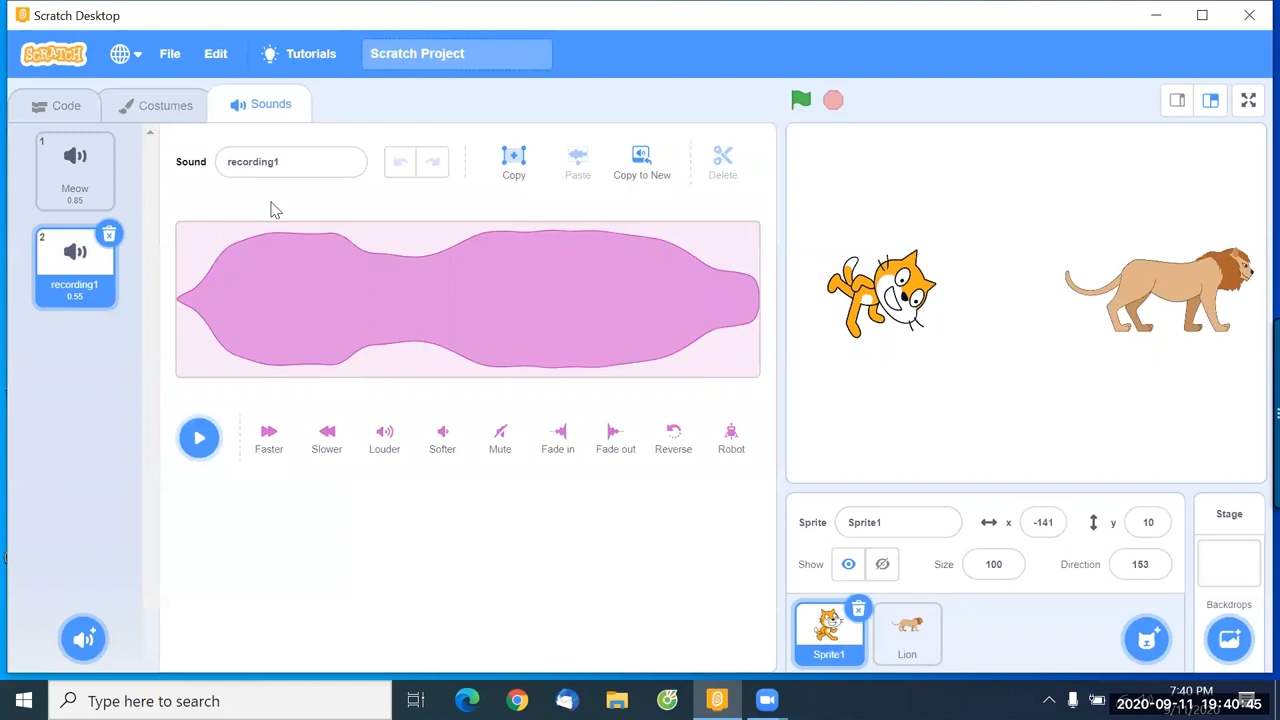 Scratch Desktop
SCRATCH File Edit Tutorials Scratch Project
Code Costumes Sounds
1
Meow
0.85
2
recording1
0.55
Sound recording1 Copy Paste Copy to New Delete
Faster Slower Louder Softer Mute Fade in Fade out Reverse Robot
Sprite Sprite1 x -141 y 10
Show Size 100 Direction 153
Sprite1 Lion
Stage
Backdrops
Type here to search
7:40 PM
2020-09-11 19:40:45